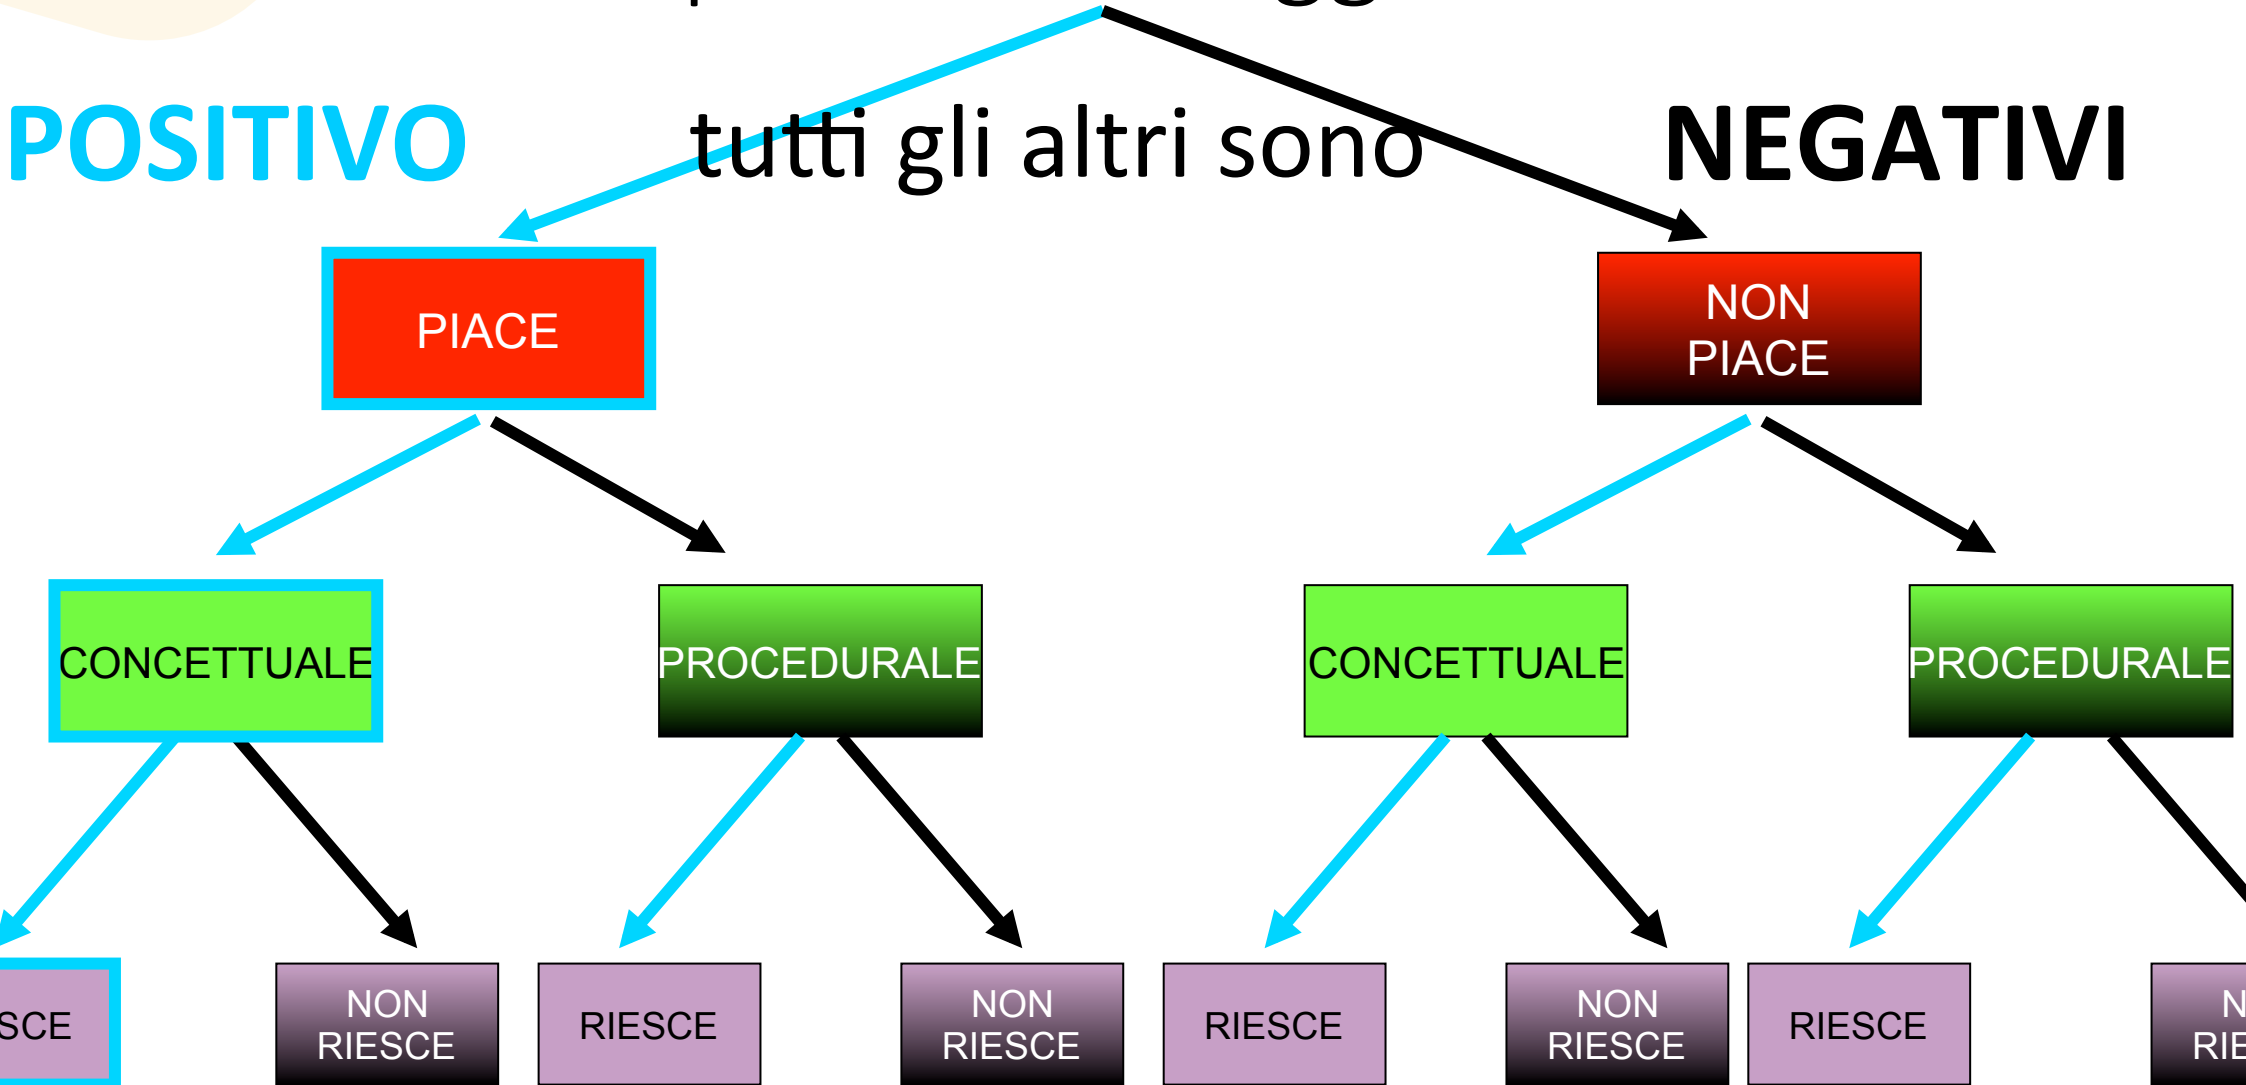 POSITIVO tutti gli altri sono NEGATIVI
PIACE
NON
PIACE
CONCETTUALE
PROCEDURALE
CONCETTUALE
PROCEDURALE
NON
RIESCE
RIESCE
NON
RIESCE
RIESCE
NON
RIESCE
RIESCE